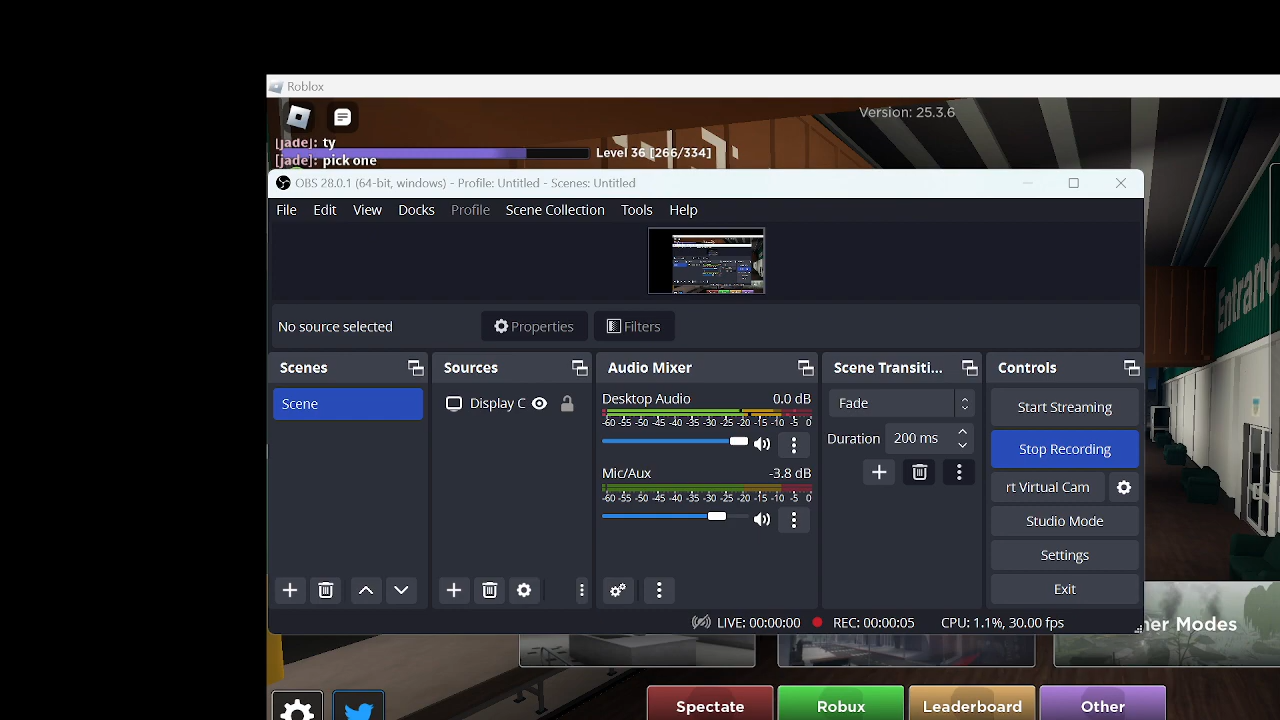 Roblox
Version: 25.3.6
[jade]: ty
Level 36 [266/334]
[jade]: pick one
OBS 28.0.1 (64-bit, windows) - Profile: Untitled - Scenes: Untitled
File Edit View Docks Profile Scene Collection Tools Help
No source selected
Properties
Filters
Scenes
Scene
Sources
Display C
Audio Mixer
Desktop Audio 0.0 dB
-60 -55 -50 -45 -40 -35 -30 -25 -20 -15 -10 -5 0
Mic/Aux -3.8 dB
-60 -55 -50 -45 -40 -35 -30 -25 -20 -15 -10 -5 0
Scene Transiti...
Fade
Duration 200 ms
Controls
Start Streaming
Stop Recording
rt Virtual Cam
Studio Mode
Settings
Exit
LIVE: 00:00:00 REC: 00:00:05 CPU: 1.1%, 30.00 fps
Entranc
her Modes
Spectate
Robux
Leaderboard
Other